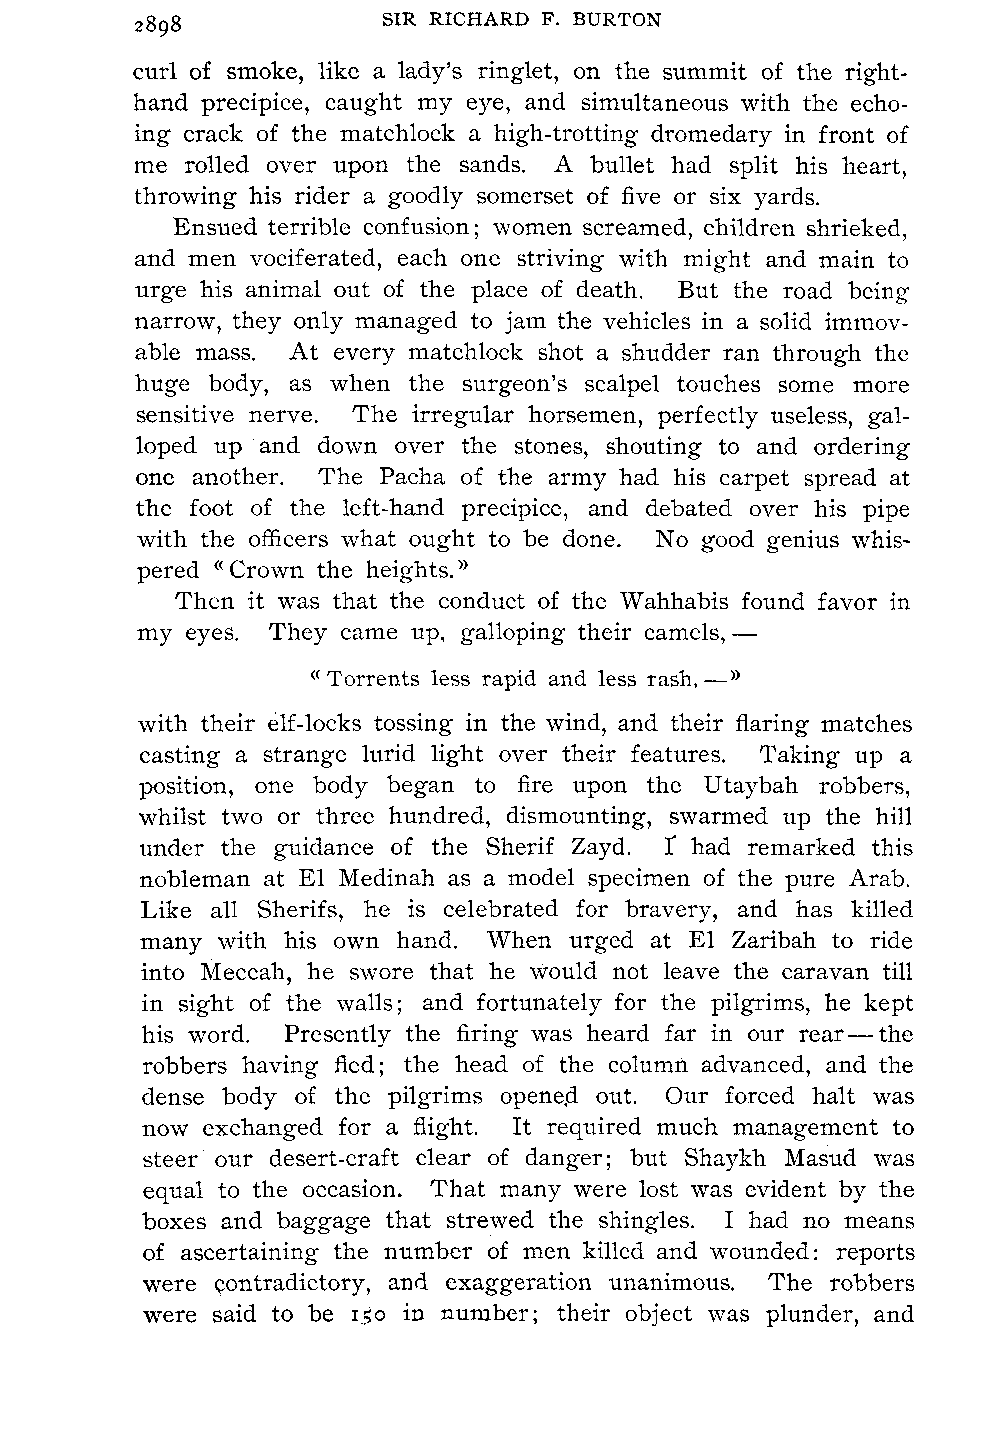 2898
SIR RICHARD F. BURTON
curl of smoke, like a lady's ringlet, on the summit of the right-
hand precipice, caught my eye, and simultaneous with the echo-
ing crack of the matchlock a high-trotting dromedary in front of
me rolled over upon the sands. A bullet had split his heart,
throwing his rider a goodly somerset of five or six yards.
Ensued terrible confusion; women screamed, children shrieked,
and men vociferated, each one striving with might and main to
urge his animal out of the place of death. But the road being
narrow, they only managed to jam the vehicles in a solid immov-
able mass. At every matchlock shot a shudder ran through the
huge body, as when the surgeon's scalpel touches some more
sensitive nerve. The irregular horsemen, perfectly useless, gal-
loped up and down over the stones, shouting to and ordering
one another. The Pacha of the army had his carpet spread at
the foot of the left-hand precipice, and debated over his pipe
with the officers what ought to be done. No good genius whis-
pered «Crown the heights.»
Then it was that the conduct of the Wahhabis found favor in
my eyes. They came up, galloping their camels, —
«Torrents less rapid and less rash, —»
with their elf-locks tossing in the wind, and their flaring matches
casting a strange lurid light over their features. Taking up a
position, one body began to fire upon the Utaybah robbers,
whilst two or three hundred, dismounting, swarmed up the hill
under the guidance of the Sherif Zayd. I had remarked this
nobleman at El Medinah as a model specimen of the pure Arab.
Like all Sherifs, he is celebrated for bravery, and has killed
many with his own hand. When urged at El Zaribah to ride
into Meccah, he swore that he would not leave the caravan till
in sight of the walls; and fortunately for the pilgrims, he kept
his word. Presently the firing was heard far in our rear — the
robbers having fled; the head of the column advanced, and the
dense body of the pilgrims opened out. Our forced halt was
now exchanged for a flight. It required much management to
steer our desert-craft clear of danger; but Shaykh Masud was
equal to the occasion. That many were lost was evident by the
boxes and baggage that strewed the shingles. I had no means
of ascertaining the number of men killed and wounded: reports
were contradictory, and exaggeration unanimous. The robbers
were said to be 150 in number; their object was plunder, and